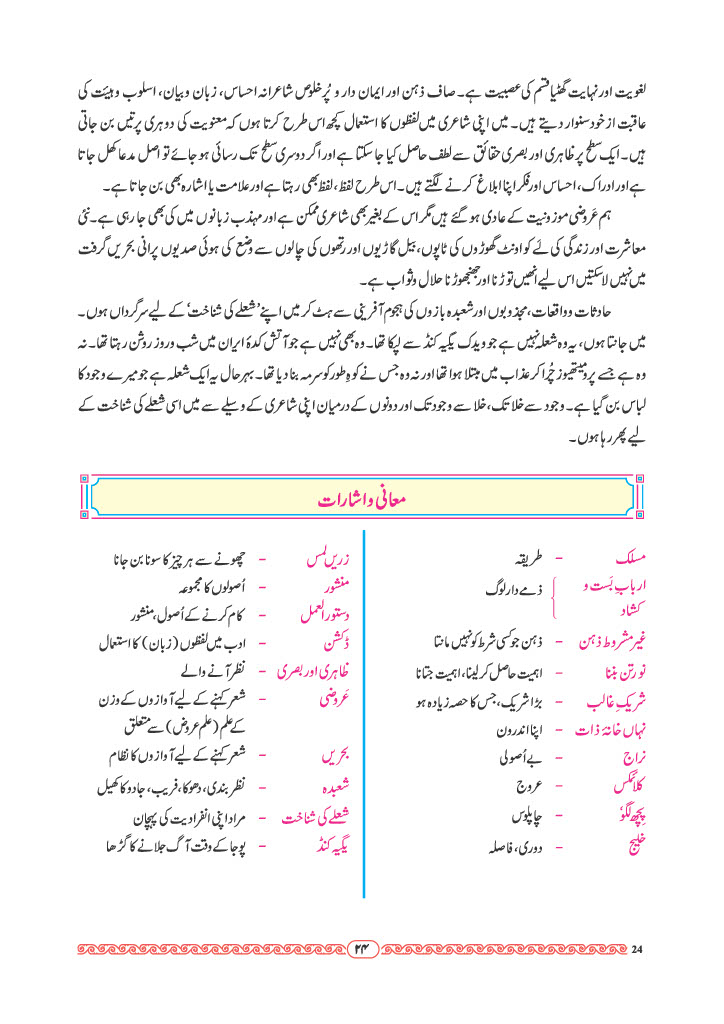 لغویت اور نہایت گھٹیا قسم کی عصبیت ہے۔ صاف ذہن اور ایمان دار و پُرخلوص شاعرانہ احساس، زبان و بیان، اسلوب و ہیئت کی
عاقبت از خود سنوار دیتے ہیں۔ میں اپنی شاعری میں لفظوں کا استعمال کچھ اس طرح کرتا ہوں کہ معنویت کی دوہری پرتیں بن جاتی
ہیں۔ ایک سطح پر ظاہری اور بصری حقائق سے لطف حاصل کیا جا سکتا ہے اور اگر دوسری سطح تک رسائی ہو جائے تو اصل مدعا کھل جاتا
ہے اور ادراک، احساس اور فکر اپنا ابلاغ کرنے لگتے ہیں۔ اس طرح لفظ، لفظ بھی رہتا ہے اور علامت یا اشارہ بھی بن جاتا ہے۔
ہم عَروضی موزونیت کے عادی ہو گئے ہیں مگر اس کے بغیر بھی شاعری ممکن ہے اور مہذب زبانوں میں کی بھی جا رہی ہے۔ نئی
معاشرت اور زندگی کی لَے کو اونٹ گھوڑوں کی ٹاپوں، بیل گاڑیوں اور رتھوں کی چالوں سے وضع کی ہوئی صدیوں پرانی بحریں گرفت
میں نہیں لا سکتیں اس لیے انھیں توڑنا اور جھنجھوڑنا حلال و ثواب ہے۔
حادثات و واقعات، مجذوبوں اور شعبدہ بازوں کی ہجوم آفرینی سے ہٹ کر میں اپنے 'شعلے کی شناخت' کے لیے سرگرداں ہوں۔
میں جانتا ہوں، یہ وہ شعلہ نہیں ہے جو ویدک یگیہ کنڈ سے لپکا تھا۔ وہ بھی نہیں ہے جو آتش کدۂ ایران میں شب و روز روشن رہتا تھا۔ نہ
وہ ہے جسے پرومیتھیوز چُرا کر عذاب میں مبتلا ہوا تھا اور نہ وہ جس نے کوہِ طور کو سرمہ بنا دیا تھا۔ بہرحال یہ ایک شعلہ ہے جو میرے وجود کا
لباس بن گیا ہے۔ وجود سے خلا تک، خلا سے وجود تک اور دونوں کے درمیان اپنی شاعری کے وسیلے سے میں اسی شعلے کی شناخت کے
لیے پھر رہا ہوں۔
معانی و اشارات
مسلک – طریقہ
اربابِ بَست و
کشاد } ذمے دار لوگ
غیر مشروط ذہن – ذہن جو کسی شرط کو نہیں مانتا
نورتن بننا – اہمیت حاصل کر لینا، اہمیت جتانا
شریکِ غالب – بڑا شریک، جس کا حصہ زیادہ ہو
نہاں خانۂ ذات – اپنا اندرون
نراج – بے اُصولی
کلائمکس – عروج
پچھ لگوٗ – چاپلوس
خلیج – دوری، فاصلہ
زریں لمس – چھونے سے ہر چیز کا سونا بن جانا
منشور – اُصولوں کا مجموعہ
دستور العمل – کام کرنے کے اُصول، منشور
ڈکشن – ادب میں لفظوں (زبان) کا استعمال
ظاہری اور بصری – نظر آنے والے
عَروضی – شعر کہنے کے لیے آوازوں کے وزن
کے علم (علمِ عروض) سے متعلق
بحریں – شعر کہنے کے لیے آوازوں کا نظام
شعبدہ – نظر بندی، دھوکا، فریب، جادو کا کھیل
شعلے کی شناخت – مراد اپنی انفرادیت کی پہچان
یگیہ کنڈ – پوجا کے وقت آگ جلانے کا گڑھا
۲۴
24